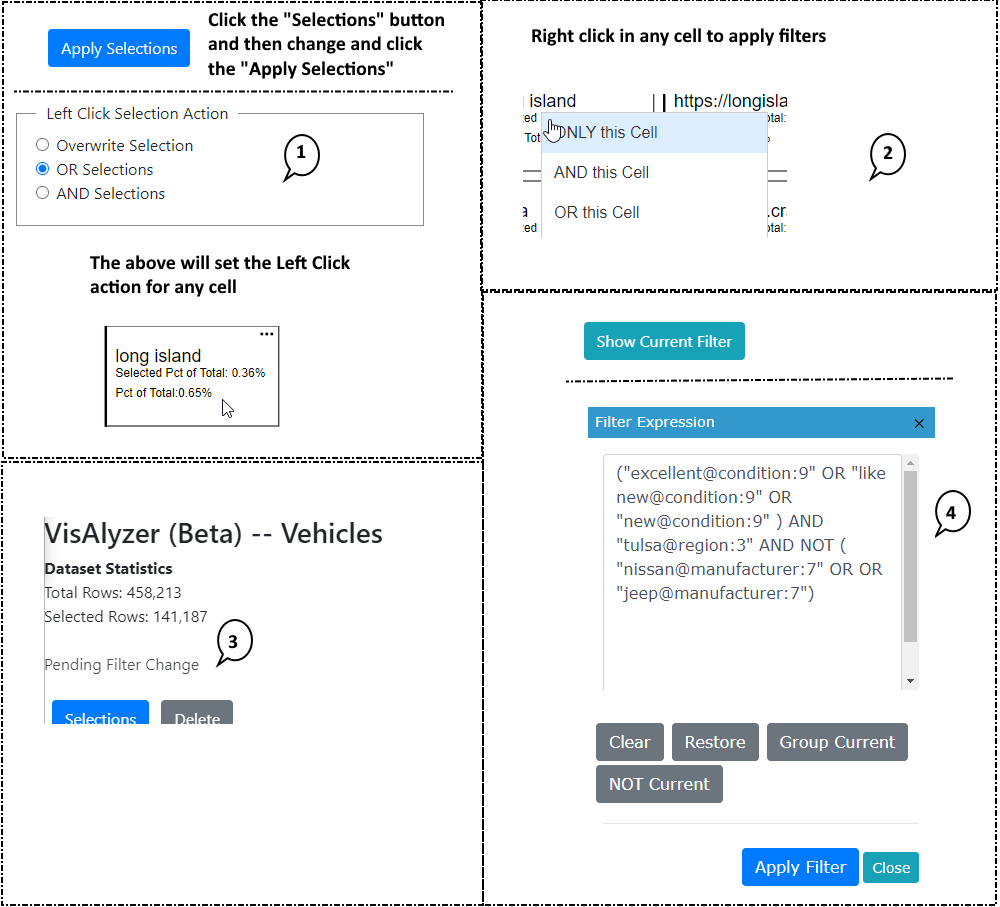 Apply Selections
Click the "Selections" button
and then change and click
the "Apply Selections"
Left Click Selection Action
Overwrite Selection
OR Selections
AND Selections
1
The above will set the Left Click
action for any cell
long island
Selected Pct of Total: 0.36%
Pct of Total:0.65%
Right click in any cell to apply filters
island
https://longisla
ed
tal:
Tot
ONLY this Cell
AND this Cell
OR this Cell
a
.cra
ed
tal:
2
VisAlyzer (Beta) -- Vehicles
Dataset Statistics
Total Rows: 458,213
Selected Rows: 141,187
3
Pending Filter Change
Selections
Delete
Show Current Filter
Filter Expression
×
("excellent@condition:9" OR "like
new@condition:9" OR
"new@condition:9" ) AND
"tulsa@region:3" AND NOT (
"nissan@manufacturer:7" OR OR
"jeep@manufacturer:7")
4
Clear
Restore
Group Current
NOT Current
Apply Filter
Close